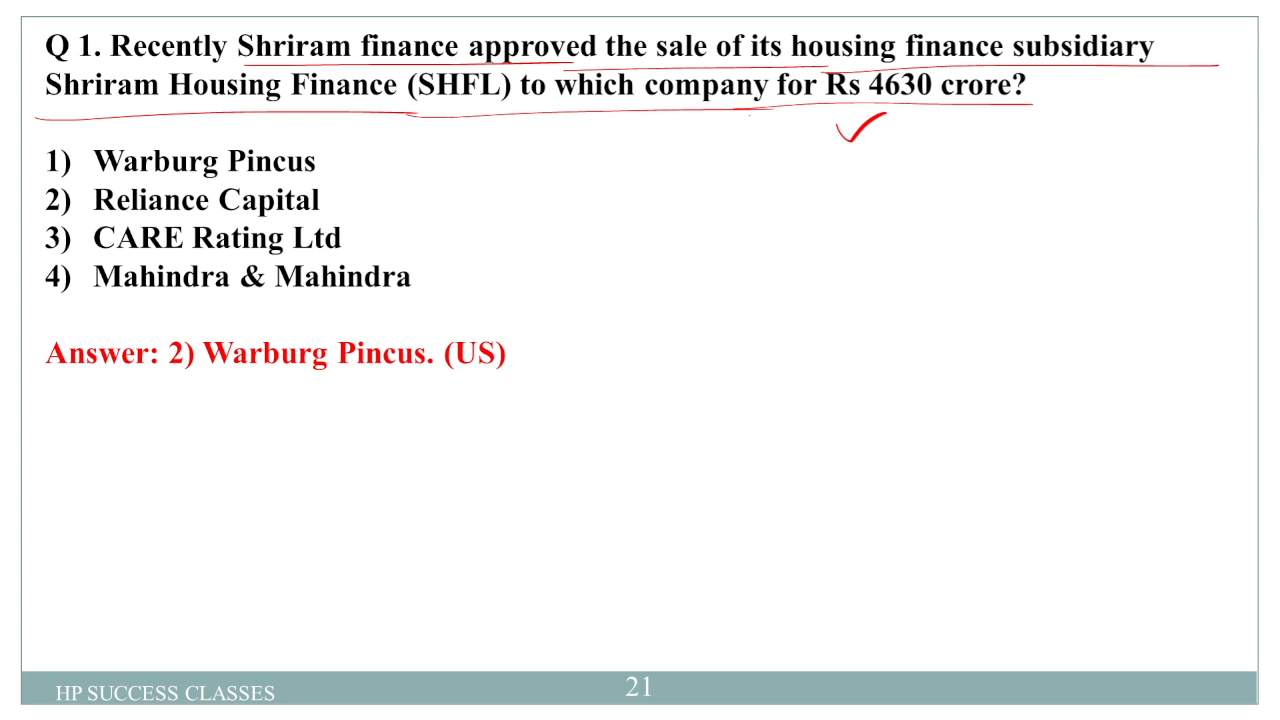 Q 1. Recently Shriram finance approved the sale of its housing finance subsidiary
Shriram Housing Finance (SHFL) to which company for Rs 4630 crore?
1) Warburg Pincus
2) Reliance Capital
3) CARE Rating Ltd
4) Mahindra & Mahindra
Answer: 2) Warburg Pincus. (US)
HP SUCCESS CLASSES
21